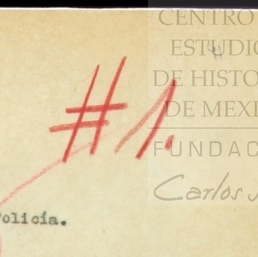 CENTRO
ESTUDIO
DE HISTO
DE MEXI
FUNDAC
Carlos
#1.
olicía.